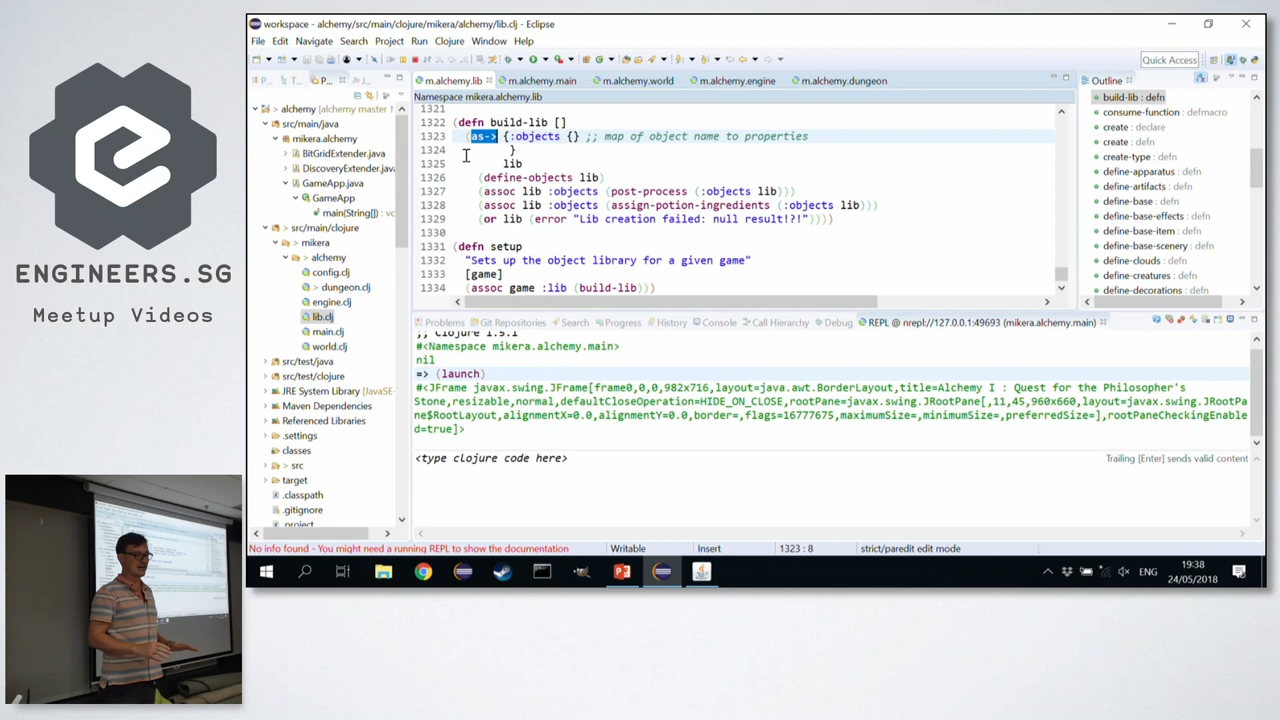 ENGINEERS.SG
Meetup Videos
workspace - alchemy/src/main/clojure/mikera/alchemy/lib.clj - Eclipse
File Edit Navigate Search Project Run Clojure Window Help
Quick Access
alchemy [alchemy master
src/main/java
mikera.alchemy
BitGridExtender.java
DiscoveryExtender.java
GameApp.java
GameApp
main(String[]) : vc
src/main/clojure
mikera
alchemy
config.clj
dungeon.clj
engine.clj
lib.clj
main.clj
world.clj
src/test/java
src/test/clojure
JRE System Library [JavaSE-
Maven Dependencies
Referenced Libraries
.settings
classes
src
target
.classpath
.gitignore
.project
m.alchemy.lib m.alchemy.main m.alchemy.world m.alchemy.engine m.alchemy.dungeon
Namespace mikera.alchemy.lib
1321
1322 (defn build-lib []
1323 (as-> {:objects {} ;; map of object name to properties
1324 }
1325 lib
1326 (define-objects lib)
1327 (assoc lib :objects (post-process (:objects lib)))
1328 (assoc lib :objects (assign-potion-ingredients (:objects lib)))
1329 (or lib (error "Lib creation failed: null result!?!"))))
1330
1331 (defn setup
1332 "Sets up the object library for a given game"
1333 [game]
1334 (assoc game :lib (build-lib)))
Outline
build-lib : defn
consume-function : defmacro
create : declare
create : defn
create-type : defn
define-apparatus : defn
define-artifacts : defn
define-base : defn
define-base-effects : defn
define-base-item : defn
define-base-scenery : defn
define-clouds : defn
define-creatures : defn
define-decorations : defn
Problems Git Repositories Search Progress History Console Call Hierarchy Debug REPL @ nrepl://127.0.0.1:49693 (mikera.alchemy.main)
;; Clojure 1.5.1
#<Namespace mikera.alchemy.main>
nil
=> (launch)
#<JFrame javax.swing.JFrame[frame0,0,0,982x716,layout=java.awt.BorderLayout,title=Alchemy I : Quest for the Philosopher's
Stone,resizable,normal,defaultCloseOperation=HIDE_ON_CLOSE,rootPane=javax.swing.JRootPane[,11,45,960x660,layout=javax.swing.JRootPa
ne$RootLayout,alignmentX=0.0,alignmentY=0.0,border=,flags=16777675,maximumSize=,minimumSize=,preferredSize=],rootPaneCheckingEnable
d=true]>
<type clojure code here>
Trailing [Enter] sends valid content
No info found - You might need a running REPL to show the documentation
Writable
Insert
1323 : 8
strict/paredit edit mode
ENG
19:38
24/05/2018